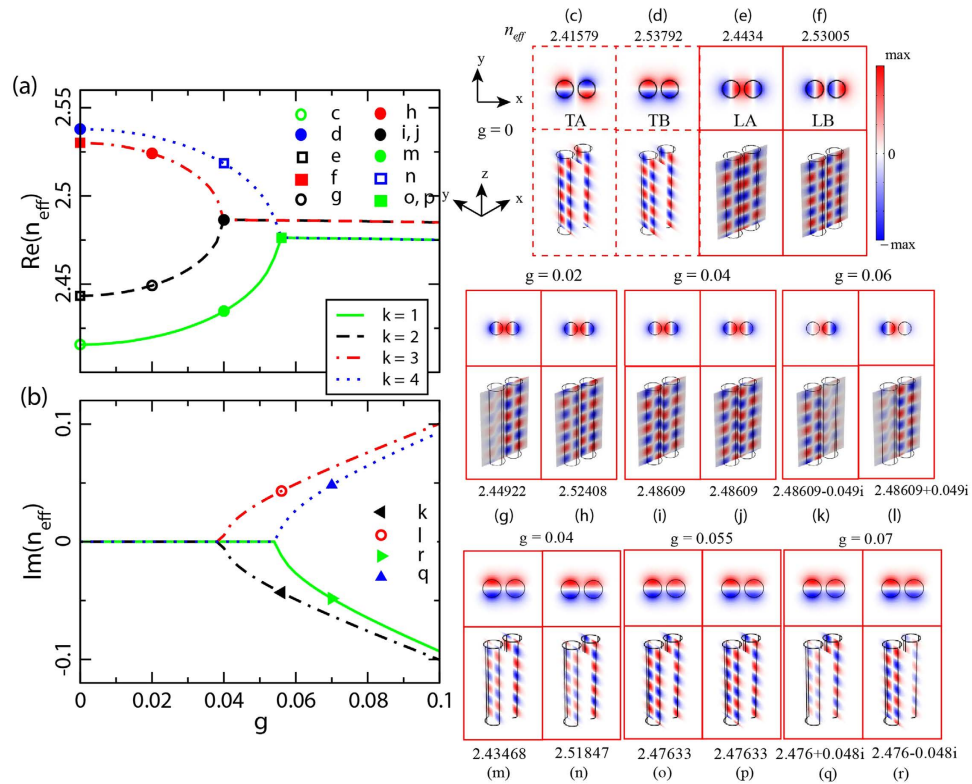 (a)
Re(n_eff)
2.55
2.5
2.45
c
d
e
f
g
h
i, j
m
n
o, p
k = 1
k = 2
k = 3
k = 4
(b)
Im(n_eff)
0.1
0
-0.1
k
l
r
q
0
0.02
0.04
0.06
0.08
0.1
g
(c) (d) (e) (f)
n_eff 2.41579 2.53792 2.4434 2.53005
y
x
TA TB LA LB
g = 0
z
y x
max
0
−max
g = 0.02 g = 0.04 g = 0.06
2.44922 2.52408 2.48609 2.48609 2.48609-0.049i 2.48609+0.049i
(g) (h) (i) (j) (k) (l)
g = 0.04 g = 0.055 g = 0.07
2.43468 2.51847 2.47633 2.47633 2.476+0.048i 2.476-0.048i
(m) (n) (o) (p) (q) (r)